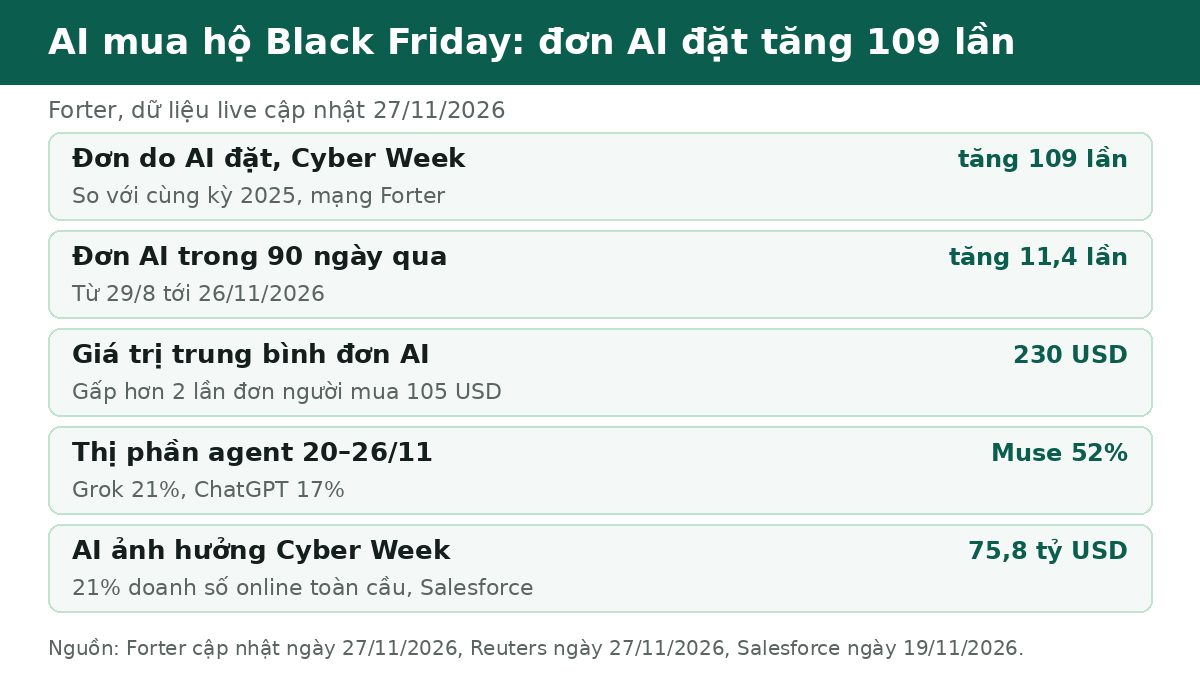 AI mua hộ Black Friday: đơn AI đặt tăng 109 lần
Forter, dữ liệu live cập nhật 27/11/2026
Đơn do AI đặt, Cyber Week
tăng 109 lần
So với cùng kỳ 2025, mạng Forter
Đơn AI trong 90 ngày qua
tăng 11,4 lần
Từ 29/8 tới 26/11/2026
Giá trị trung bình đơn AI
230 USD
Gấp hơn 2 lần đơn người mua 105 USD
Thị phần agent 20–26/11
Muse 52%
Grok 21%, ChatGPT 17%
AI ảnh hưởng Cyber Week
75,8 tỷ USD
21% doanh số online toàn cầu, Salesforce
Nguồn: Forter cập nhật ngày 27/11/2026, Reuters ngày 27/11/2026, Salesforce ngày 19/11/2026.